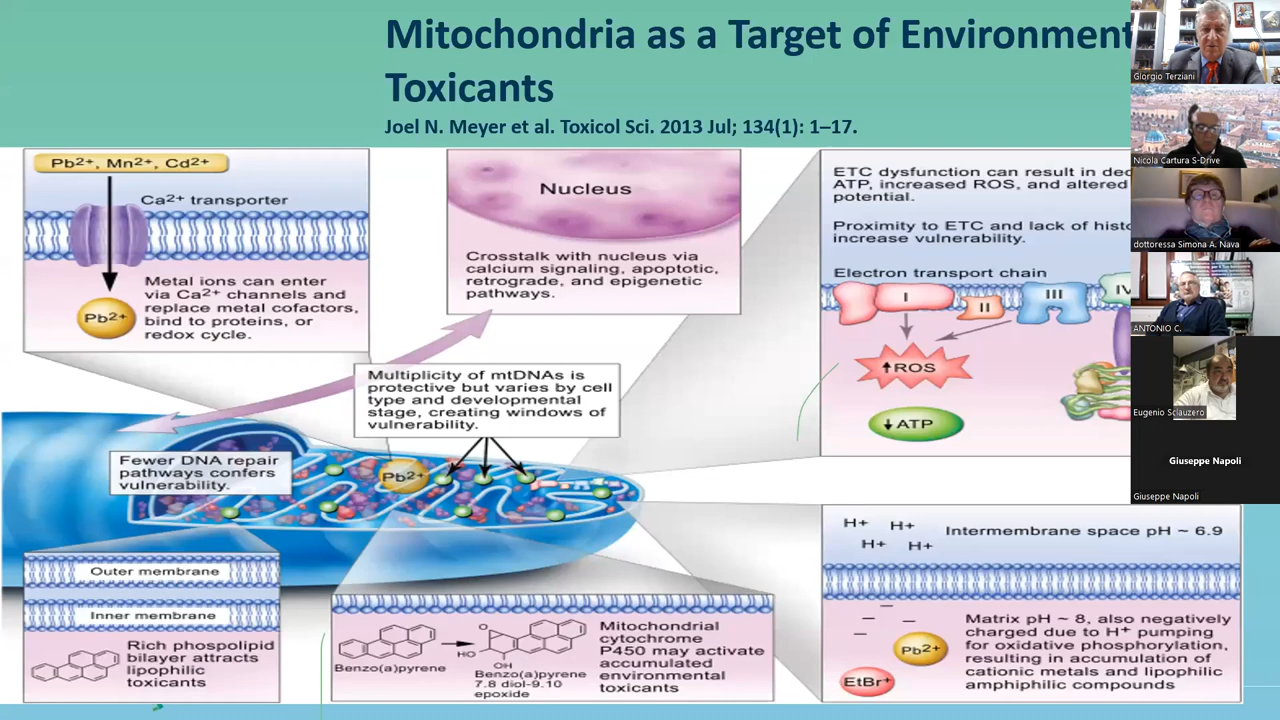 Mitochondria as a Target of Environment
Toxicants
Joel N. Meyer et al. Toxicol Sci. 2013 Jul; 134(1): 1–17.
Pb2+, Mn2+, Cd2+
Ca2+ transporter
Metal ions can enter
via Ca2+ channels and
replace metal cofactors,
bind to proteins, or
redox cycle.
Pb2+
Nucleus
Crosstalk with nucleus via
calcium signaling, apoptotic,
retrograde, and epigenetic
pathways.
ETC dysfunction can result in dec
ATP, increased ROS, and altered
potential.
Proximity to ETC and lack of histo
increase vulnerability.
Electron transport chain
I
II
III
IV
ROS
ATP
Multiplicity of mtDNAs is
protective but varies by cell
type and developmental
stage, creating windows of
vulnerability.
Fewer DNA repair
pathways confers
vulnerability.
Pb2+
Outer membrane
Inner membrane
Rich phospolipid
bilayer attracts
lipophilic
toxicants
Benzo(a)pyrene
O
HO
OH
Benzo(a)pyrene
7.8 diol-9.10
epoxide
Mitochondrial
cytochrome
P450 may activate
accumulated
environmental
toxicants
H+ H+
H+ H+
Intermembrane space pH ~ 6.9
Matrix pH ~ 8, also negatively
charged due to H+ pumping
for oxidative phosphorylation,
resulting in accumulation of
cationic metals and lipophilic
amphiphilic compounds
Pb2+
EtBr+
Giorgio Terziani
Nicola Cartura S-Drive
dottoressa Simona A. Nava
ANTONIO C.
Eugenio Sclauzero
Giuseppe Napoli
Giuseppe Napoli